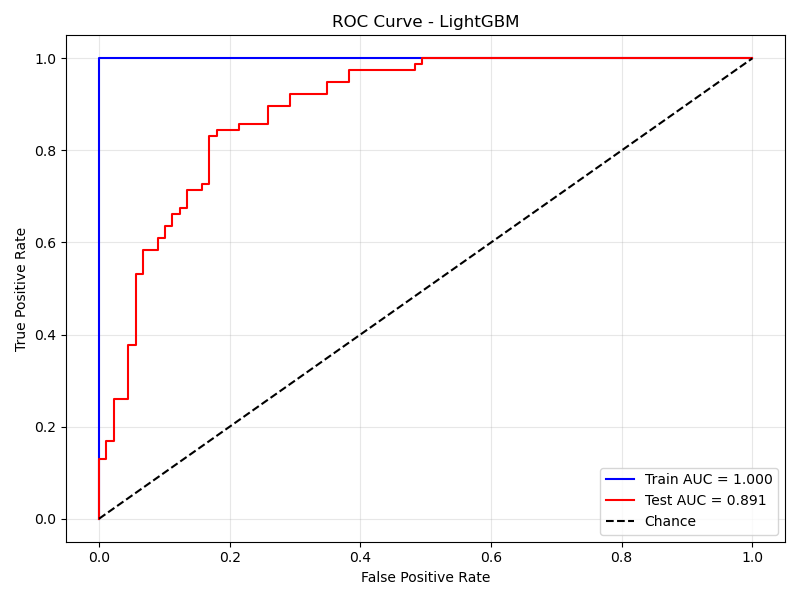 ROC Curve - LightGBM
True Positive Rate
1.0
0.8
0.6
0.4
0.2
0.0
0.0 0.2 0.4 0.6 0.8 1.0
False Positive Rate
Train AUC = 1.000
Test AUC = 0.891
Chance